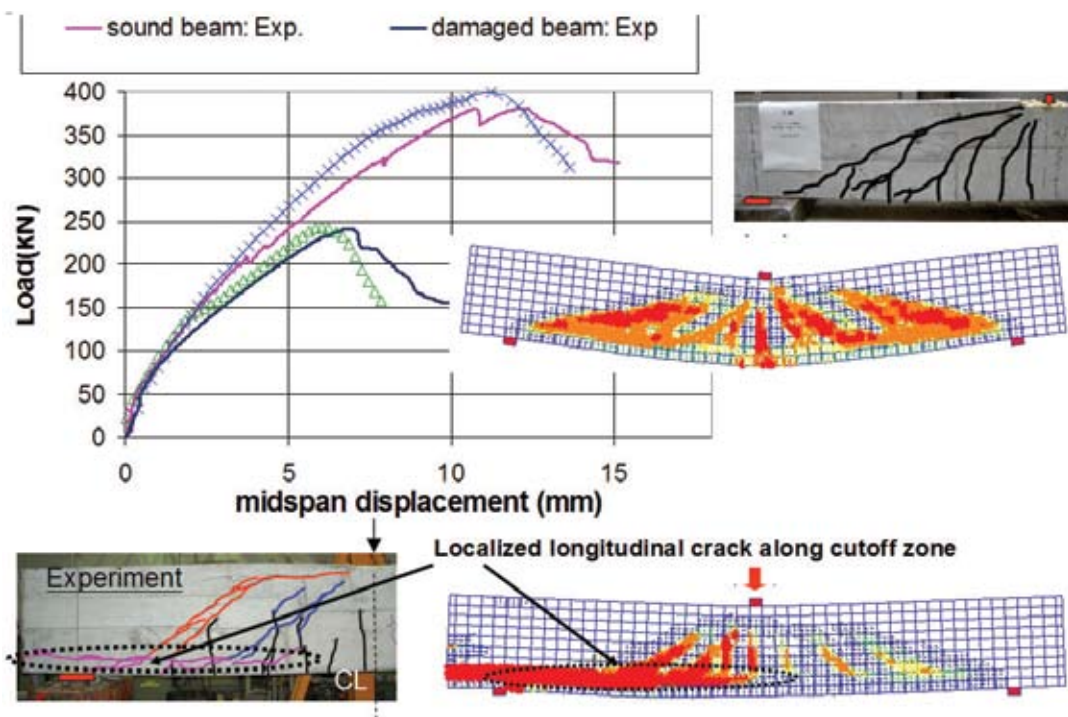 sound beam: Exp. damaged beam: Exp
400
350
300
250
200
150
100
50
0
Load(KN)
0 5 10 15
midspan displacement (mm)
Localized longitudinal crack along cutoff zone
Experiment
CL